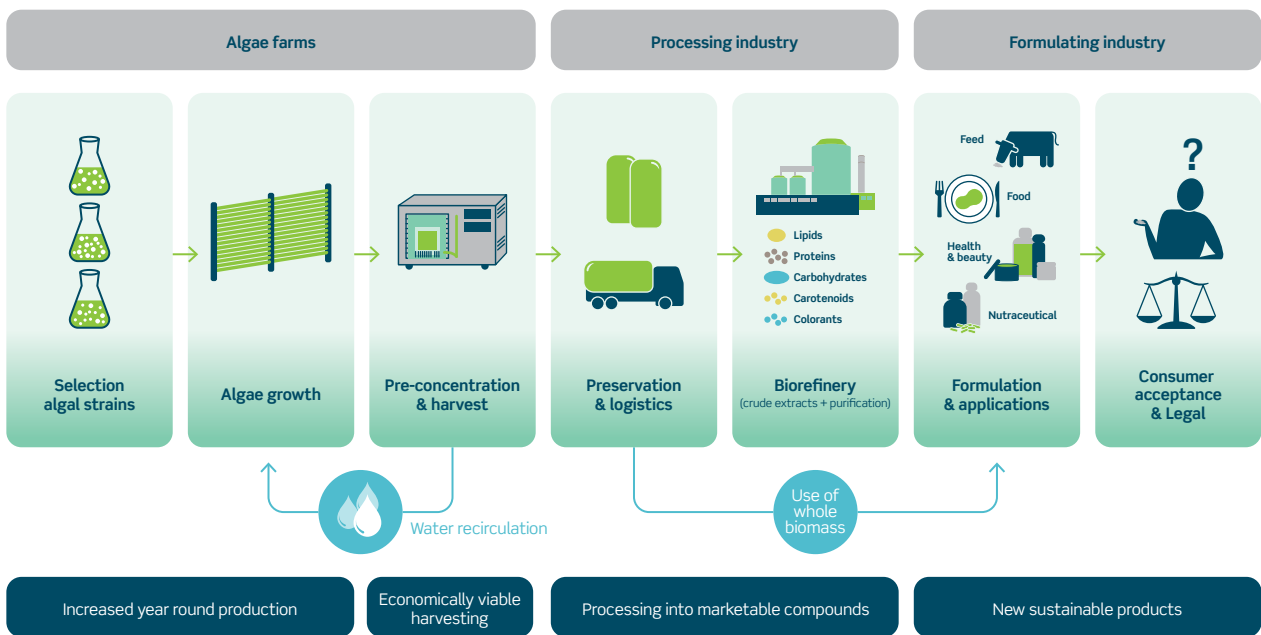 Algae farms
Processing industry
Formulating industry
Selection
algal strains
Algae growth
Pre-concentration
& harvest
Preservation
& logistics
Lipids
Proteins
Carbohydrates
Carotenoids
Colorants
Biorefinery
(crude extracts + purification)
Feed
Food
Health
& beauty
Nutraceutical
Formulation
& applications
?
Consumer
acceptance
& Legal
Water recirculation
Use of
whole
biomass
Increased year round production
Economically viable
harvesting
Processing into marketable compounds
New sustainable products